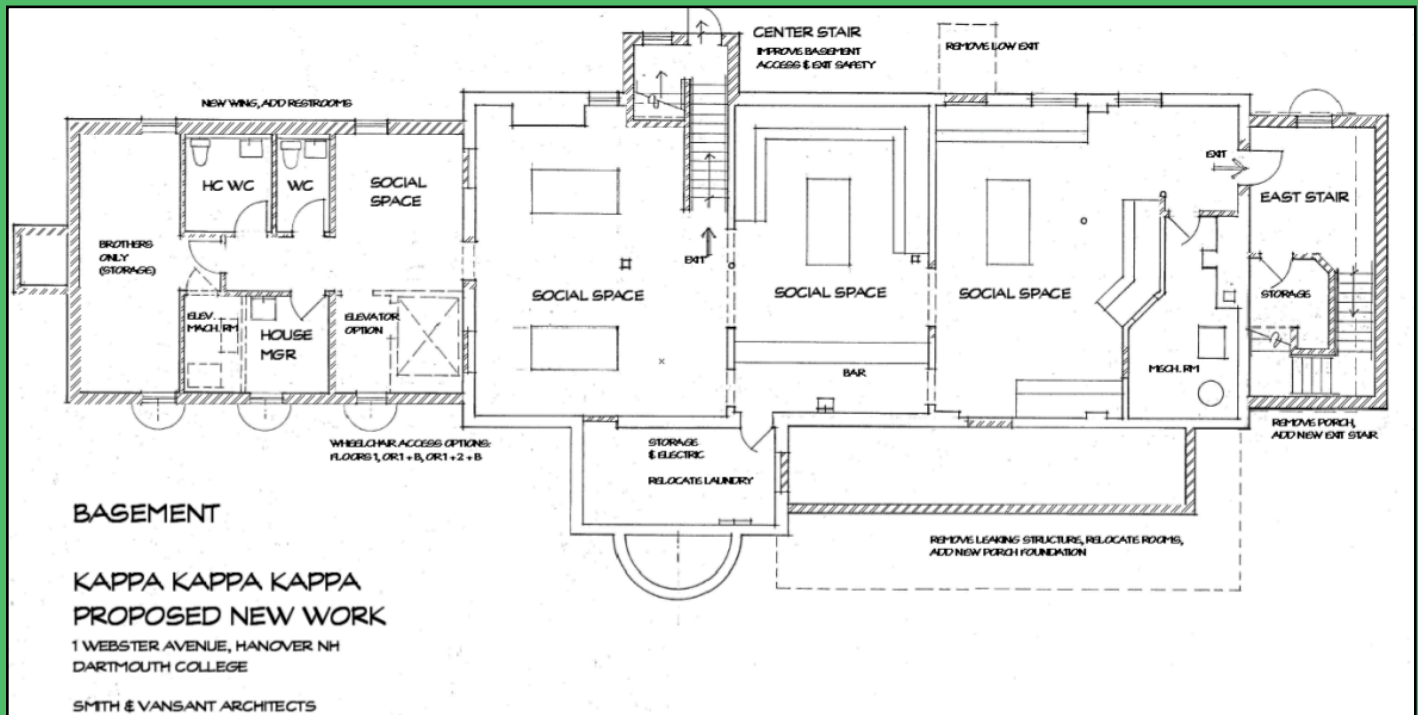 CENTER STAIR
IMPROVE BASEMENT
ACCESS & EXIT SAFETY
REMOVE LOW EXIT
NEW WING, ADD RESTROOMS
HC WC
WC
SOCIAL
SPACE
EXIT
EAST STAIR
BROTHERS
ONLY
(STORAGE)
EXIT
SOCIAL SPACE
SOCIAL SPACE
SOCIAL SPACE
STORAGE
ELEV.
MACH. RM
HOUSE
MGR
ELEVATOR
OPTION
BAR
MECH. RM
REMOVE PORCH,
ADD NEW EXIT STAIR
WHEELCHAIR ACCESS OPTIONS:
FLOORS 1, OR 1 + B, OR 1 + 2 + B
STORAGE
& ELECTRIC
RELOCATE LAUNDRY
REMOVE LEAKING STRUCTURE, RELOCATE ROOMS,
ADD NEW PORCH FOUNDATION
BASEMENT
KAPPA KAPPA KAPPA
PROPOSED NEW WORK
1 WEBSTER AVENUE, HANOVER NH
DARTMOUTH COLLEGE
SMITH & VANSANT ARCHITECTS